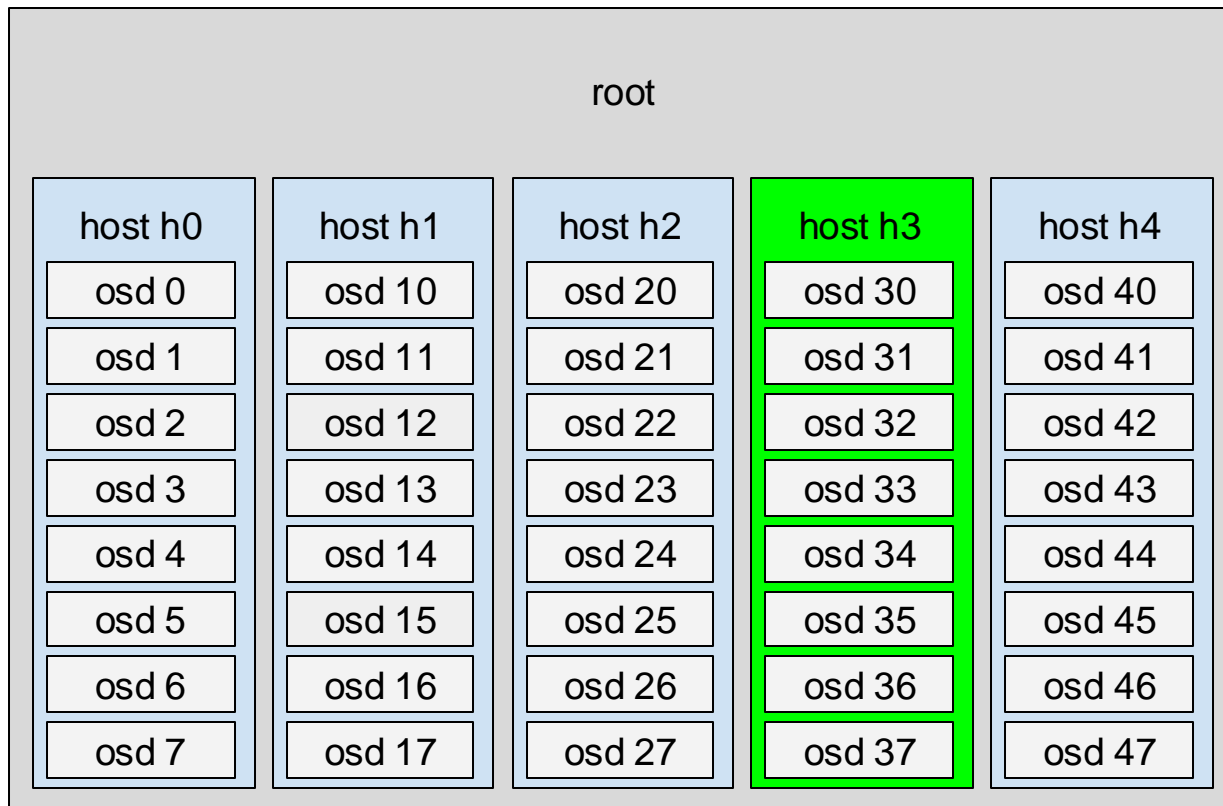 root
host h0
osd 0
osd 1
osd 2
osd 3
osd 4
osd 5
osd 6
osd 7
host h1
osd 10
osd 11
osd 12
osd 13
osd 14
osd 15
osd 16
osd 17
host h2
osd 20
osd 21
osd 22
osd 23
osd 24
osd 25
osd 26
osd 27
host h3
osd 30
osd 31
osd 32
osd 33
osd 34
osd 35
osd 36
osd 37
host h4
osd 40
osd 41
osd 42
osd 43
osd 44
osd 45
osd 46
osd 47